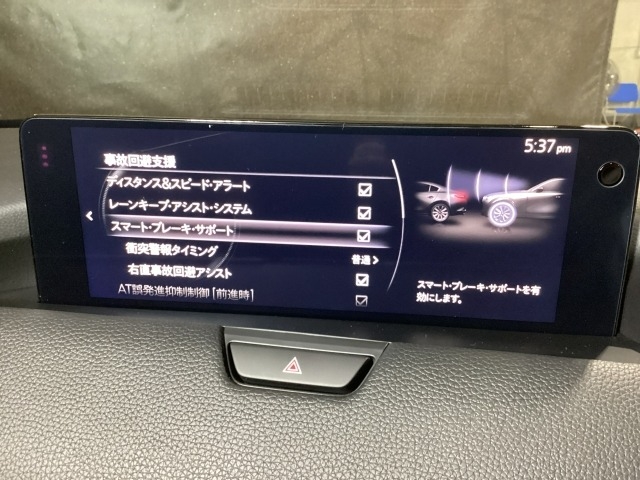 5:37 pm
事故回避支援
ディスタンス&スピード・アラート
レーンキープ・アシスト・システム
スマート・ブレーキ・サポート
衝突警報タイミング
普通
右直事故回避アシスト
AT誤発進抑制制御 [前進時]
スマート・ブレーキ・サポートを有
効にします。